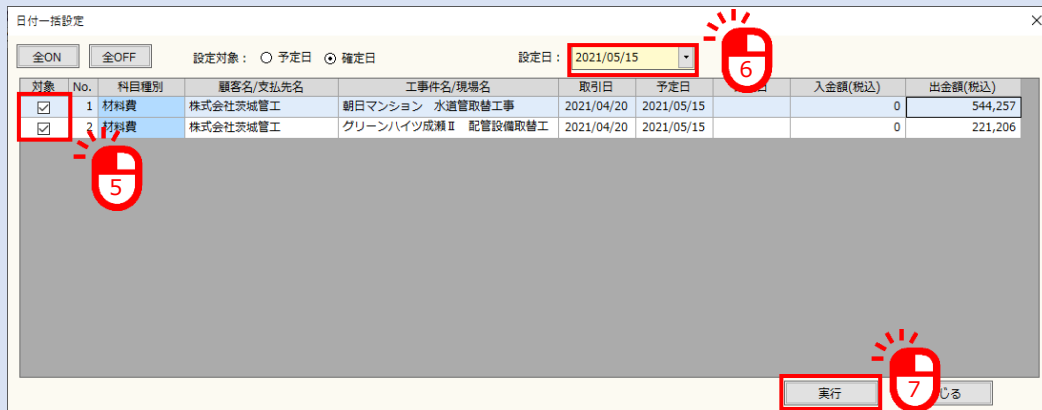 日付一括設定
全ON 全OFF 設定対象： 予定日 確定日 設定日： 2021/05/15 6
対象 No. 科目種別 顧客名/支払先名 工事件名/現場名 取引日 予定日 入金額(税込) 出金額(税込)
1 材料費 株式会社茨城管工 朝日マンション 水道管取替工事 2021/04/20 2021/05/15 0 544,257
2 材料費 株式会社茨城管工 グリーンハイツ成瀬Ⅱ 配管設備取替工 2021/04/20 2021/05/15 0 221,206
5
実行 7 じる